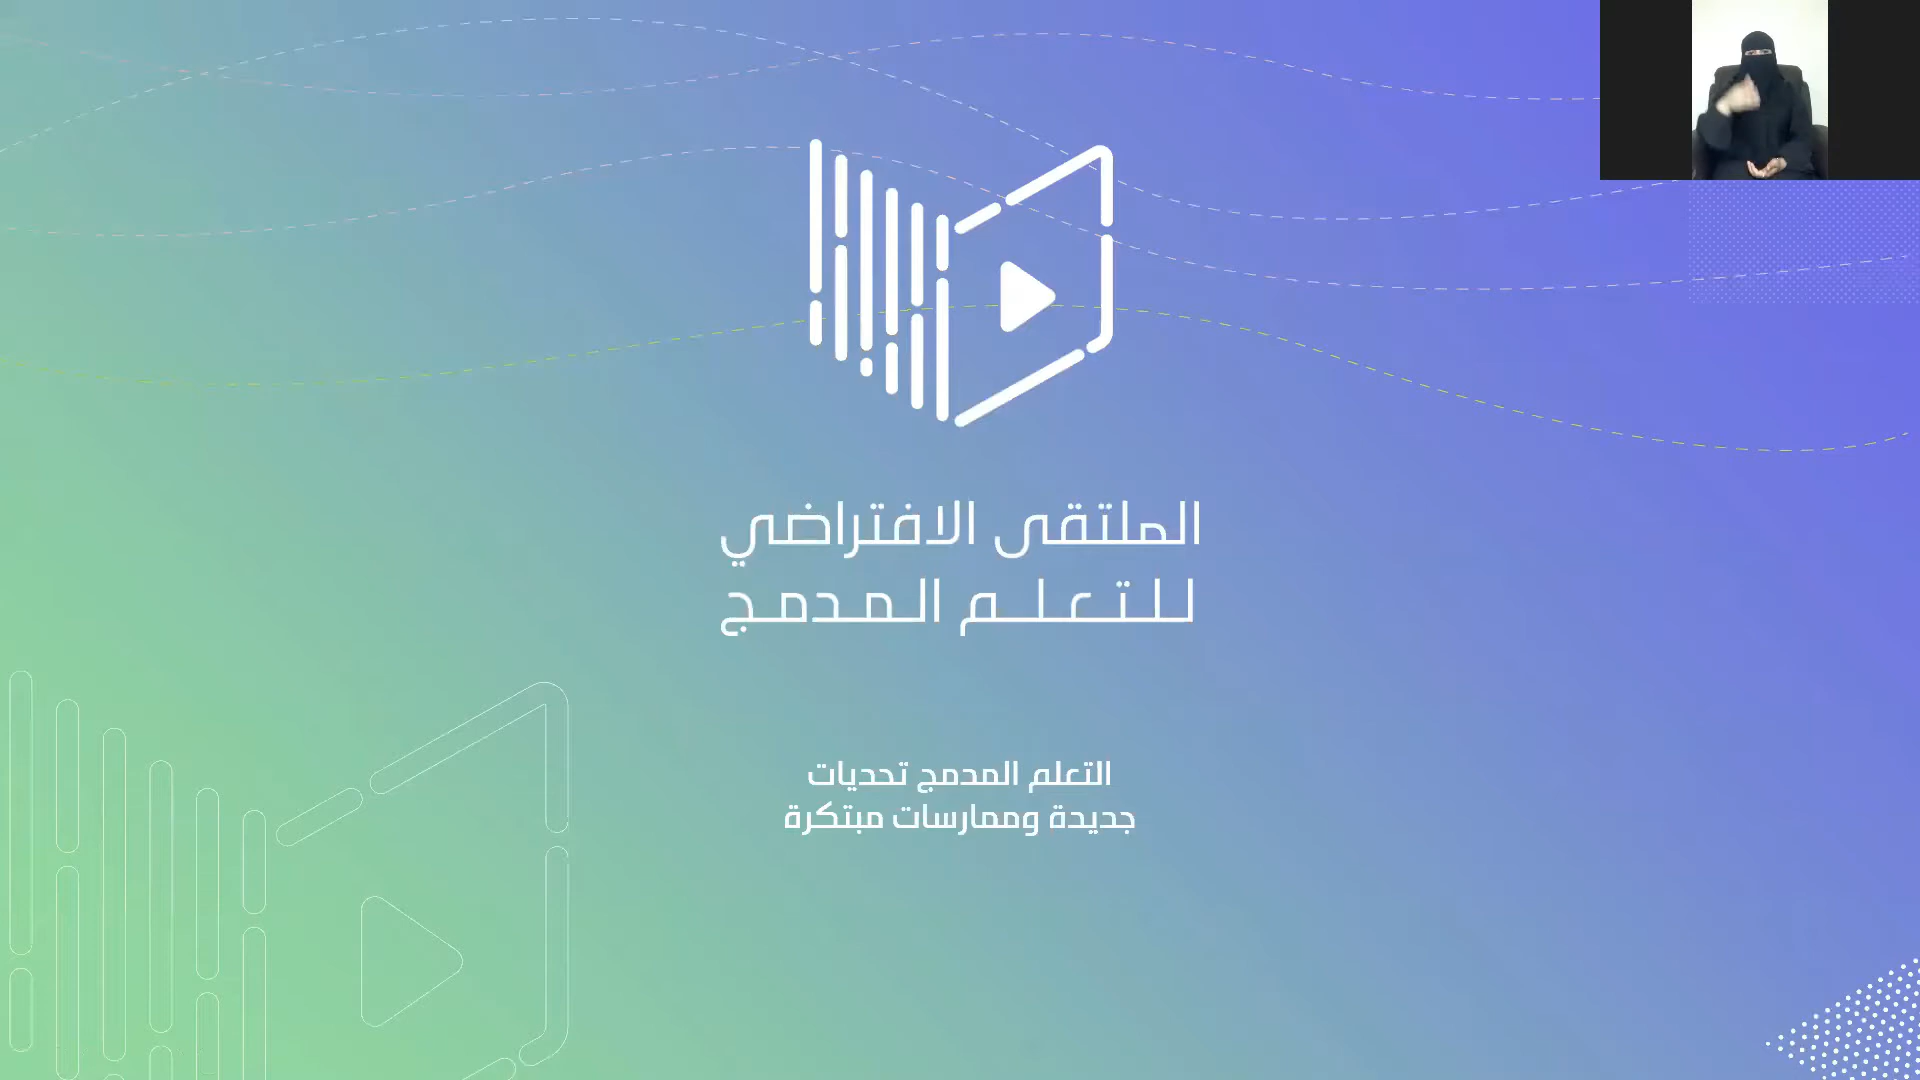 الملتقى الافتراضي
للتعلم المدمج
التعلم المدمج تحديات
جديدة وممارسات مبتكرة